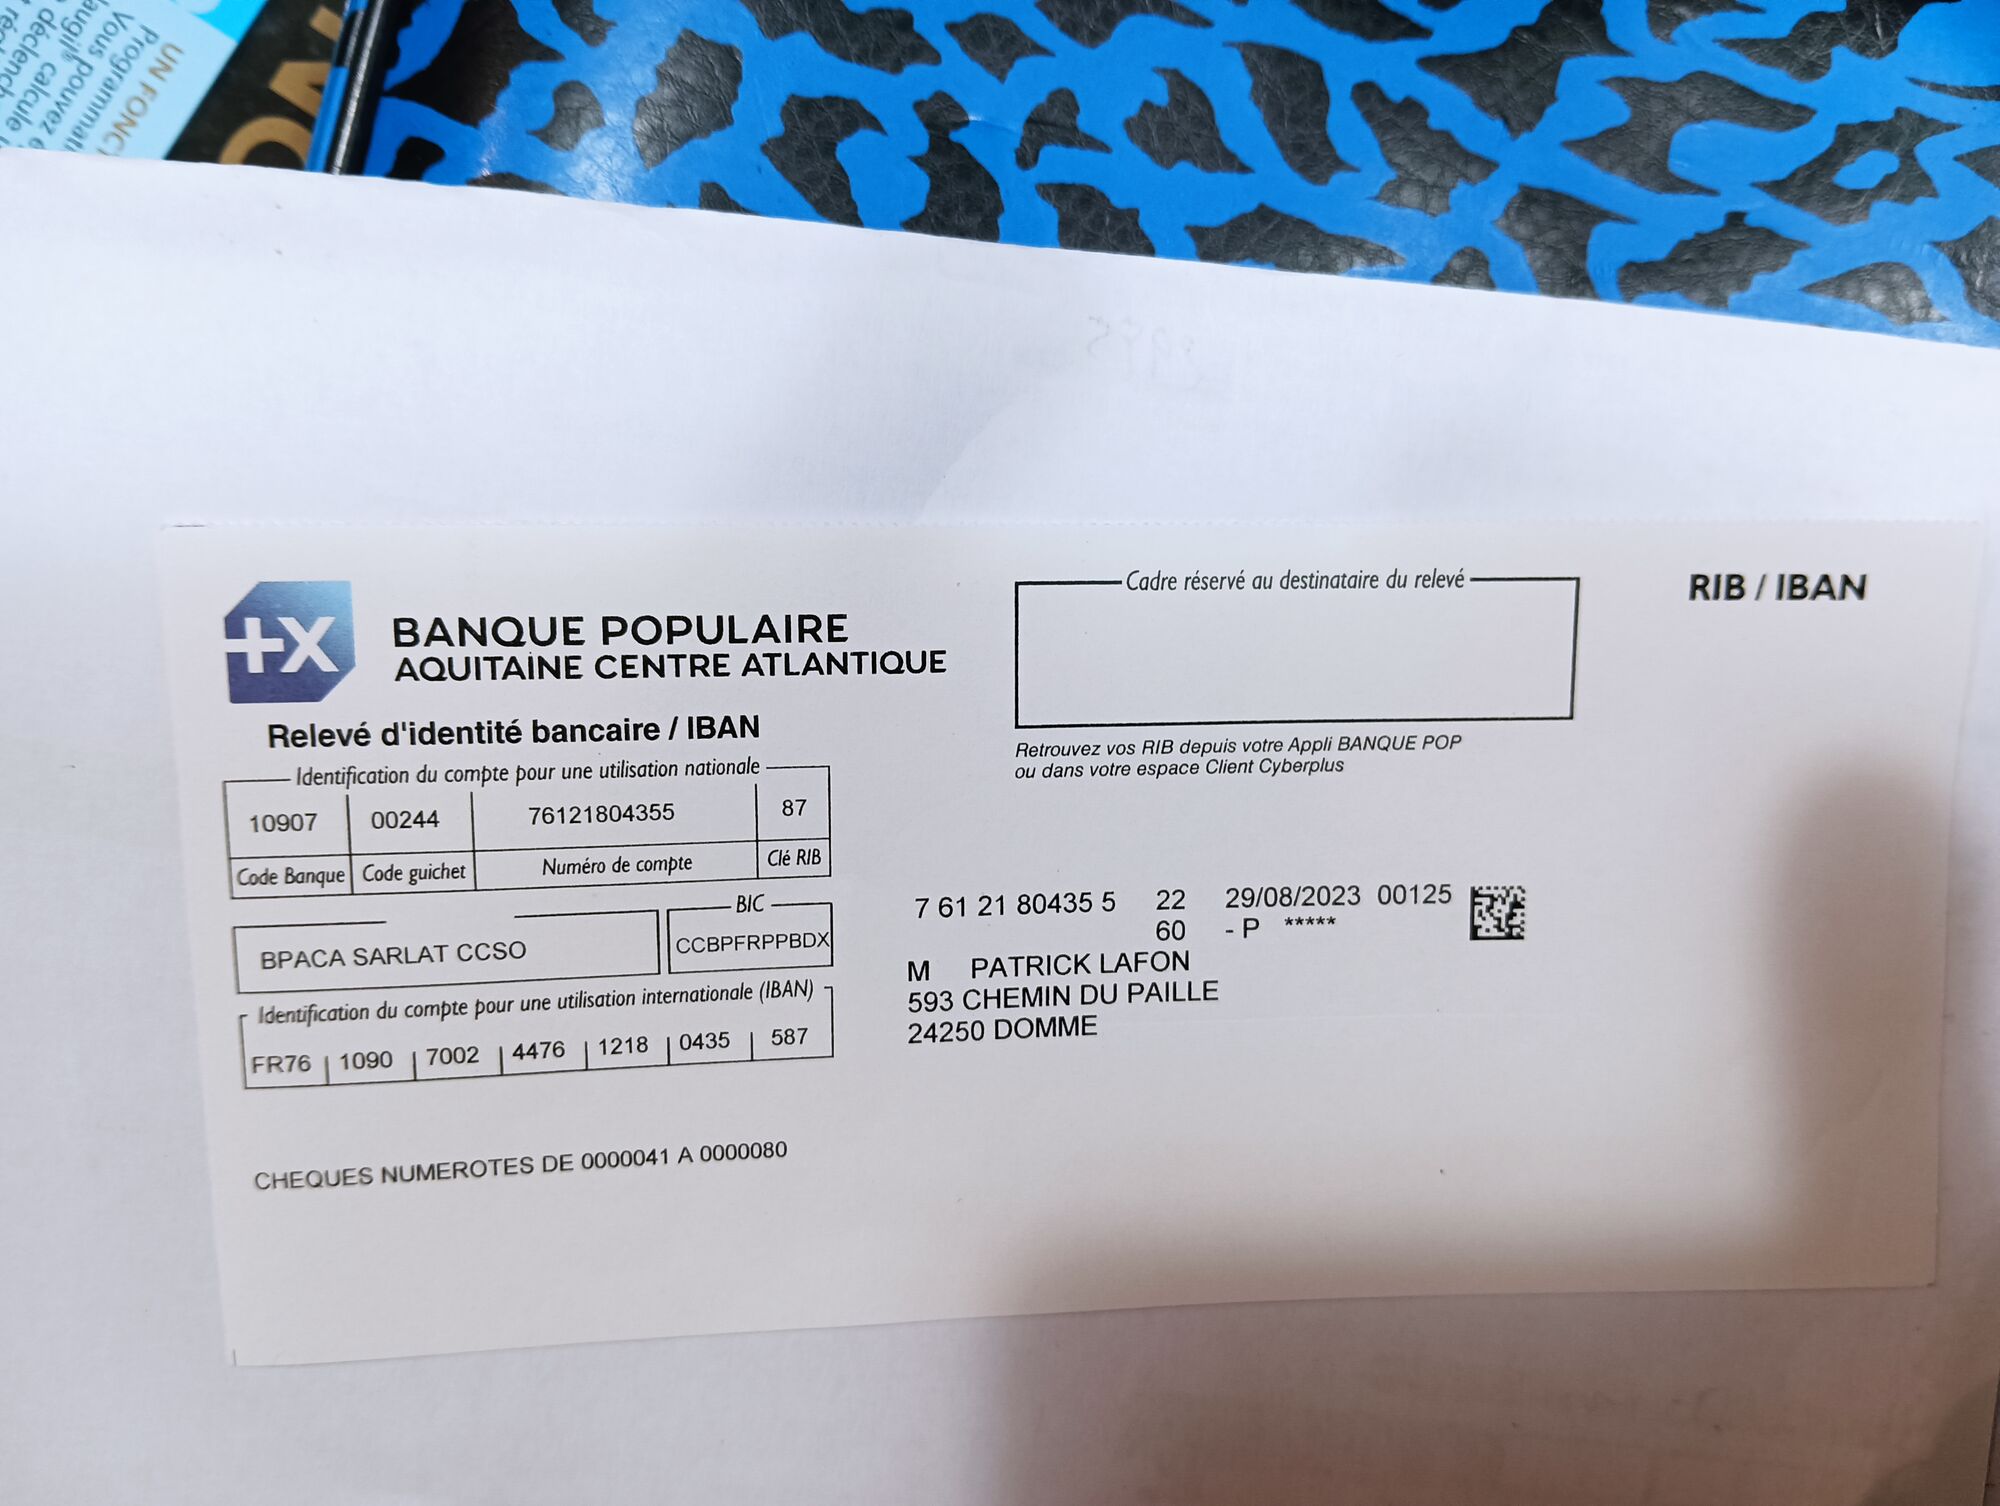 UN FONC
Programmati
Vous pouvez
calcule
+X
BANQUE POPULAIRE
AQUITAINE CENTRE ATLANTIQUE
Cadre réservé au destinataire du relevé
RIB / IBAN
Relevé d'identité bancaire / IBAN
Retrouvez vos RIB depuis votre Appli BANQUE POP
ou dans votre espace Client Cyberplus
Identification du compte pour une utilisation nationale
10907 00244 76121804355 87
Code Banque Code guichet Numéro de compte Clé RIB
BIC
BPACA SARLAT CCSO CCBPFRPPBDX
Identification du compte pour une utilisation internationale (IBAN)
FR76 1090 7002 4476 1218 0435 587
7 61 21 80435 5 22 29/08/2023 00125
60 - P *****
M PATRICK LAFON
593 CHEMIN DU PAILLE
24250 DOMME
CHEQUES NUMEROTES DE 0000041 A 0000080